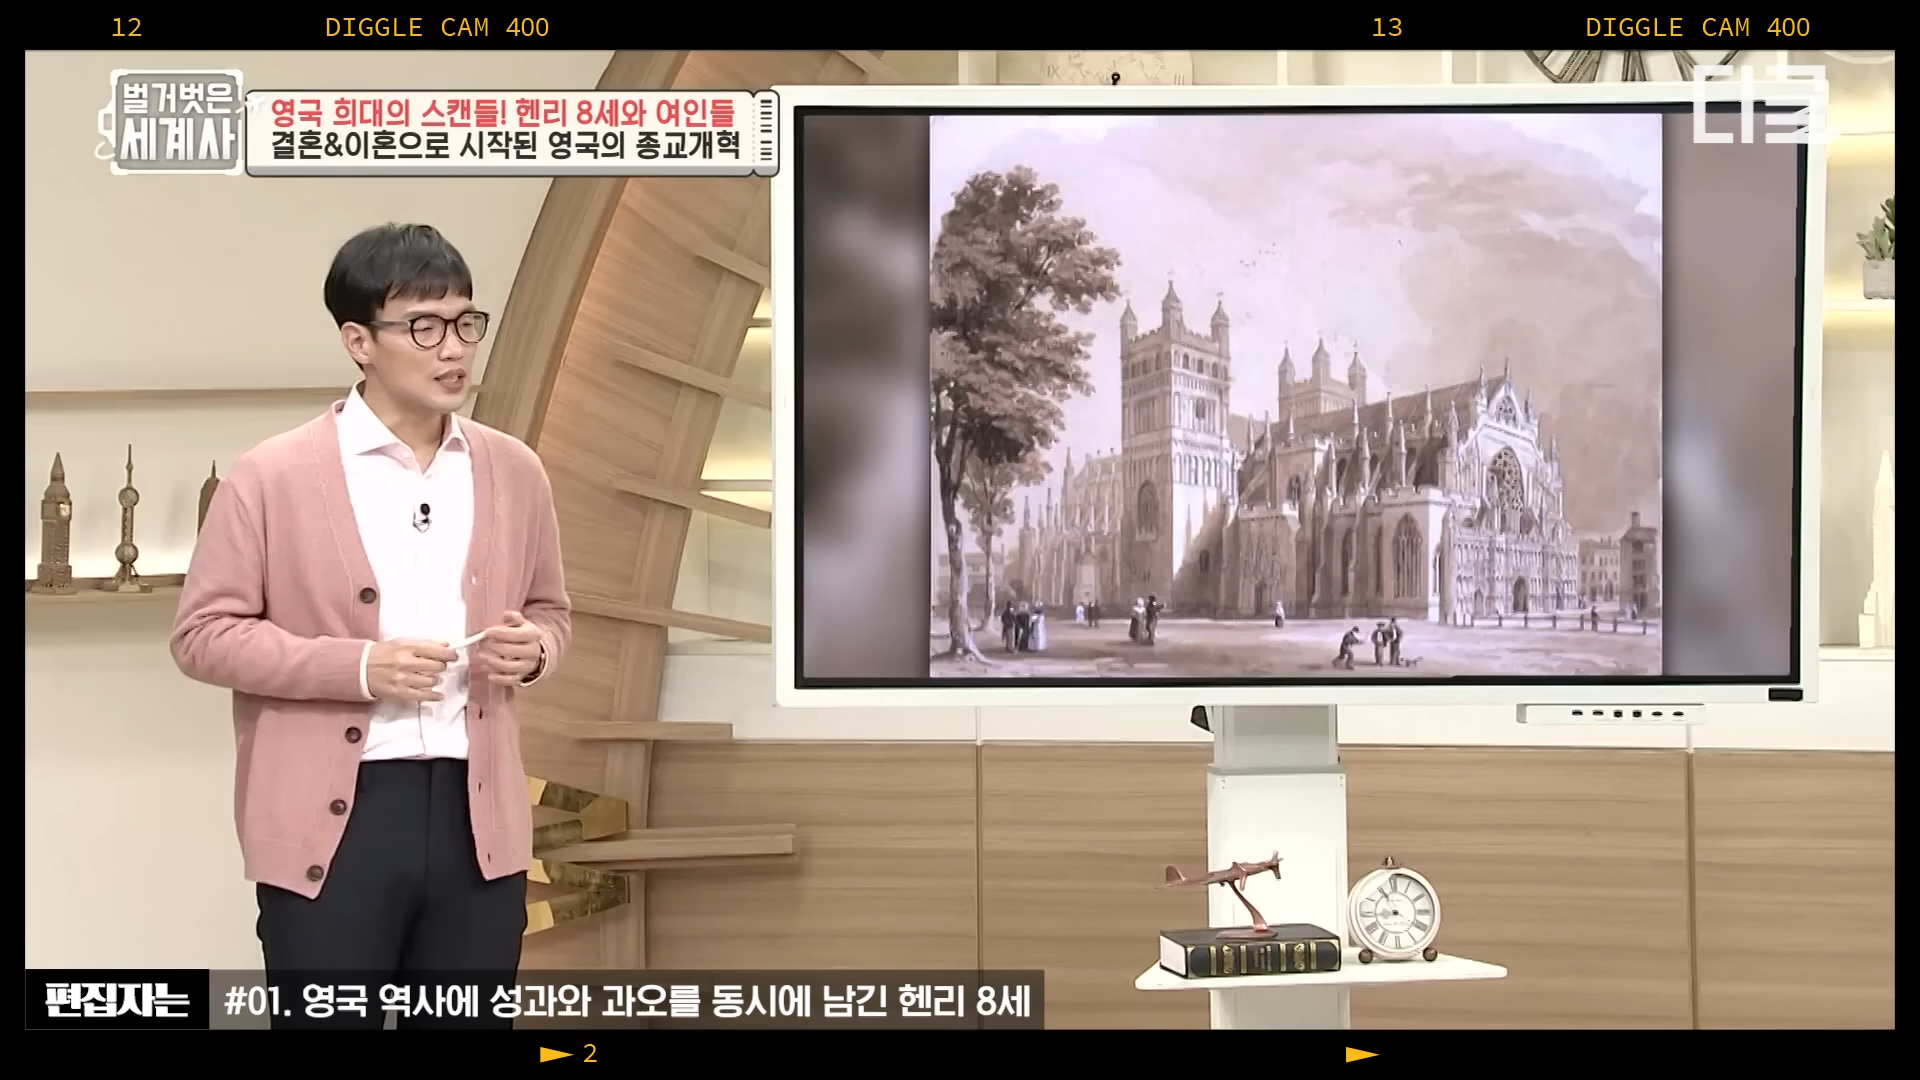 12 DIGGLE CAM 400 13 DIGGLE CAM 400
벌거벗은
세계사
영국 희대의 스캔들! 헨리 8세와 여인들
결혼&이혼으로 시작된 영국의 종교개혁
디글
편집자는
#01. 영국 역사에 성과와 과오를 동시에 남긴 헨리 8세
2